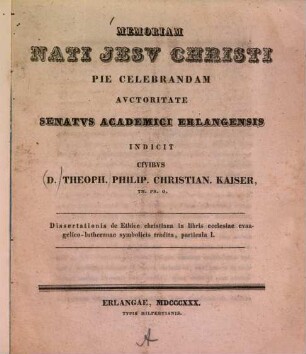 MEMORIAM
NATI JESV CHRISTI
PIE CELEBRANDAM
AVCTORITATE
SENATVS ACADEMICI ERLANGENSIS
INDICIT
CIVIBVS
(D.) THEOPH. PHILIP. CHRISTIAN. KAISER,
TH. PR. O.
Dissertationis de Ethice christiana in libris ecclesiae evan-
gelico-lutheranae symbolicis tradita, particula I.
ERLANGAE, MDCCCXXX.
TYPIS HILPERTIANIS.